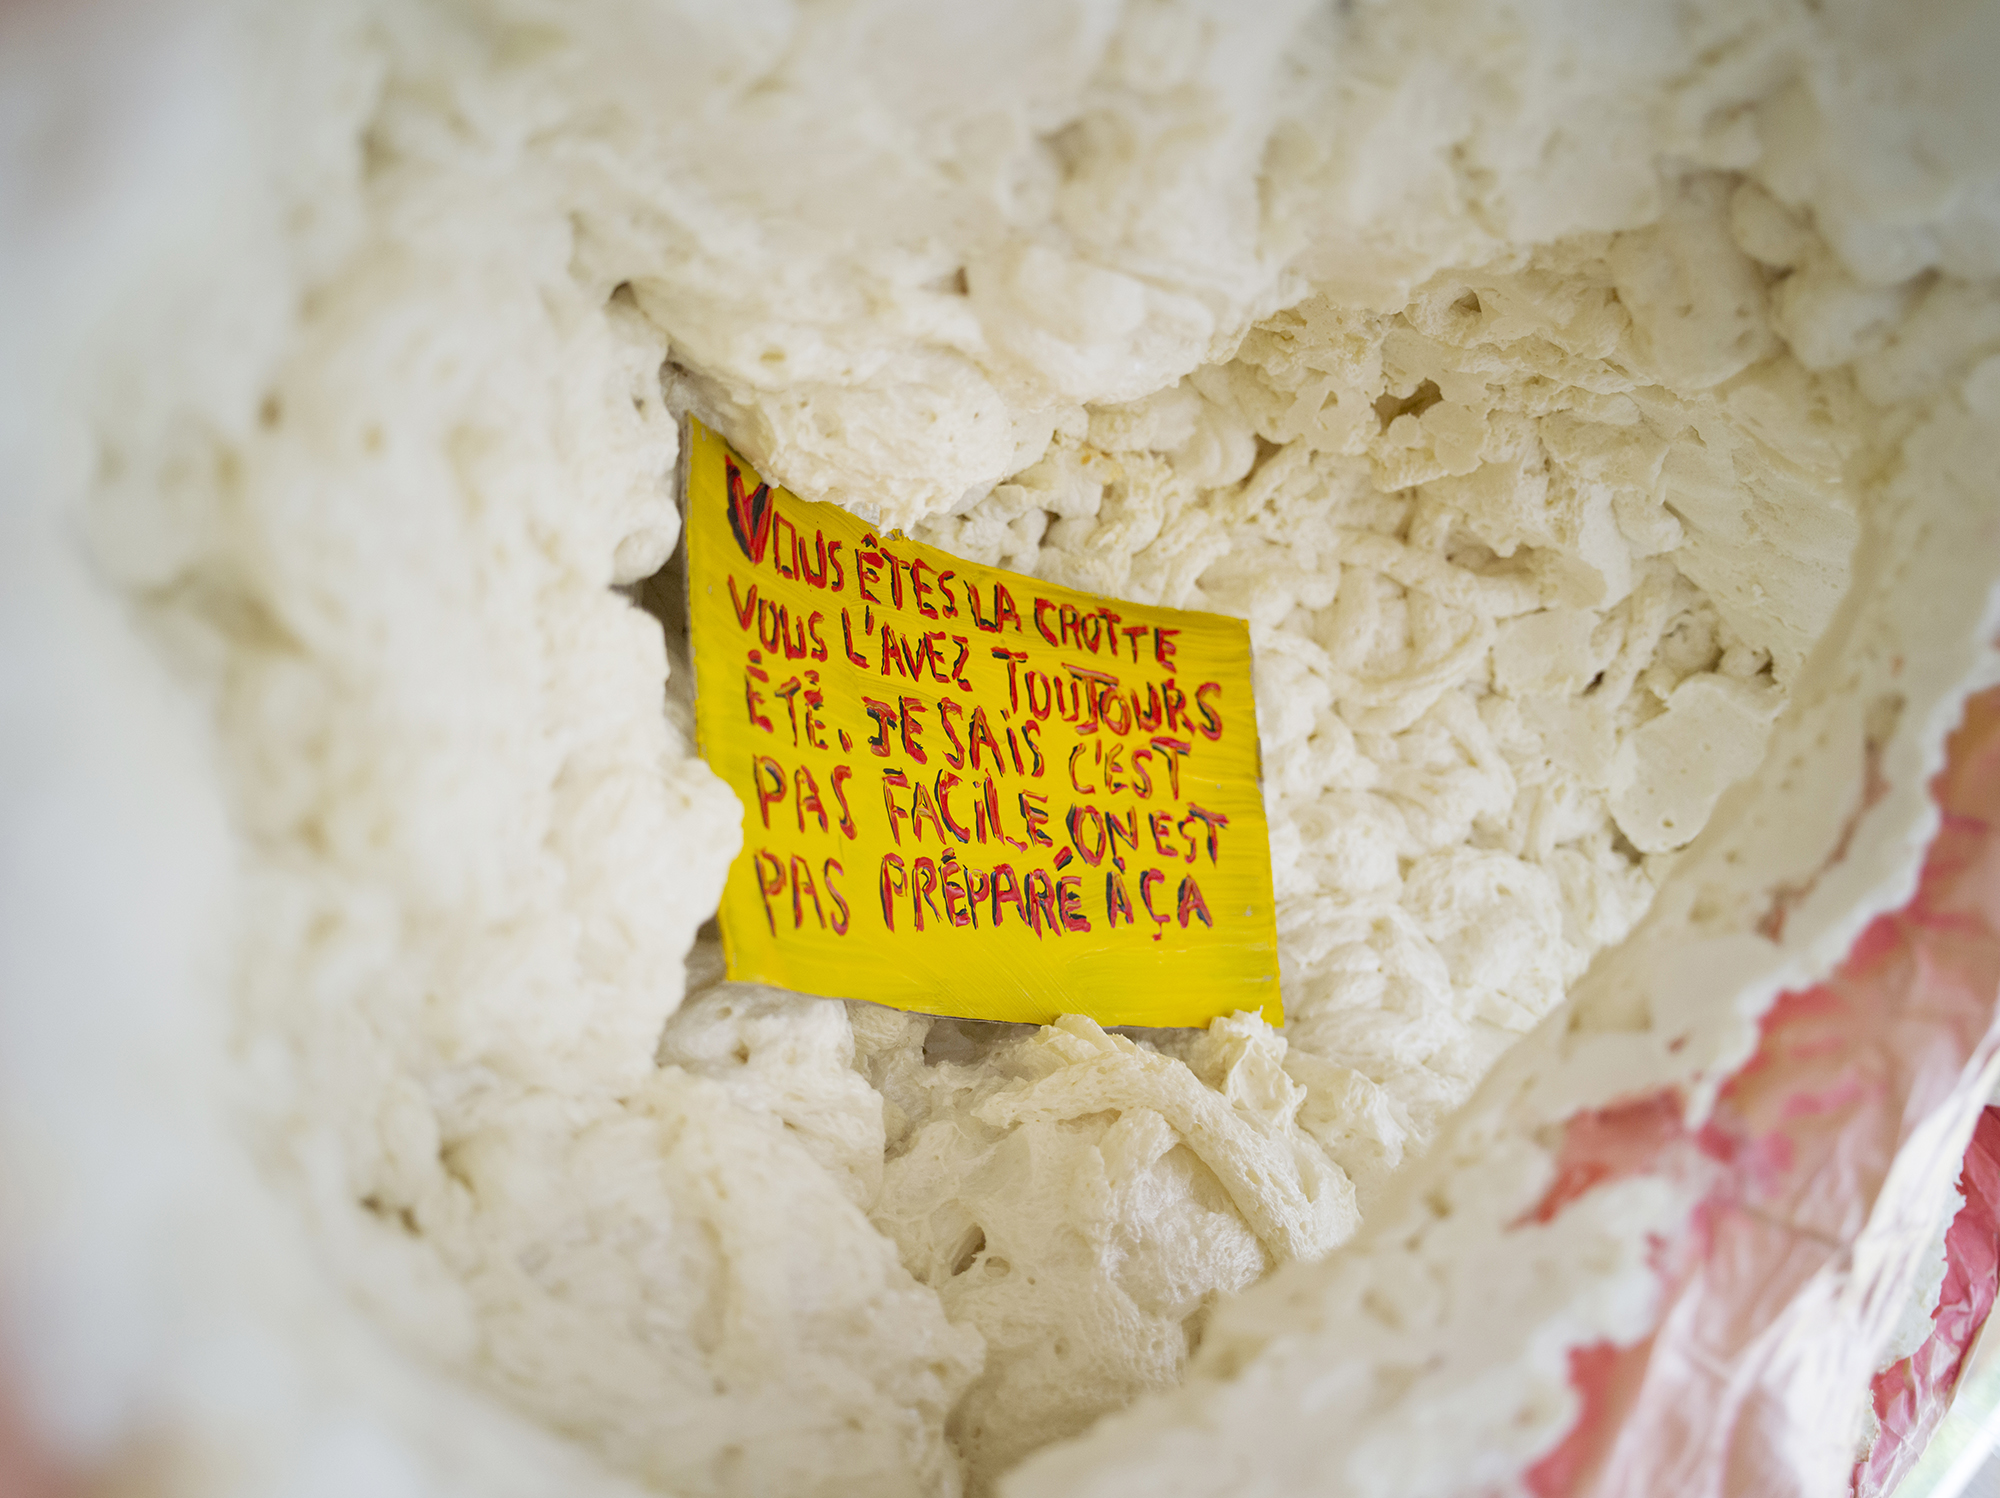 VOUS ÊTES LA CROTTE
VOUS L'AVEZ TOUJOURS
ÉTÉ. JE SAiS C'EST
PAS FACiLE ON EST
PAS PRÉPARÉ À ÇA